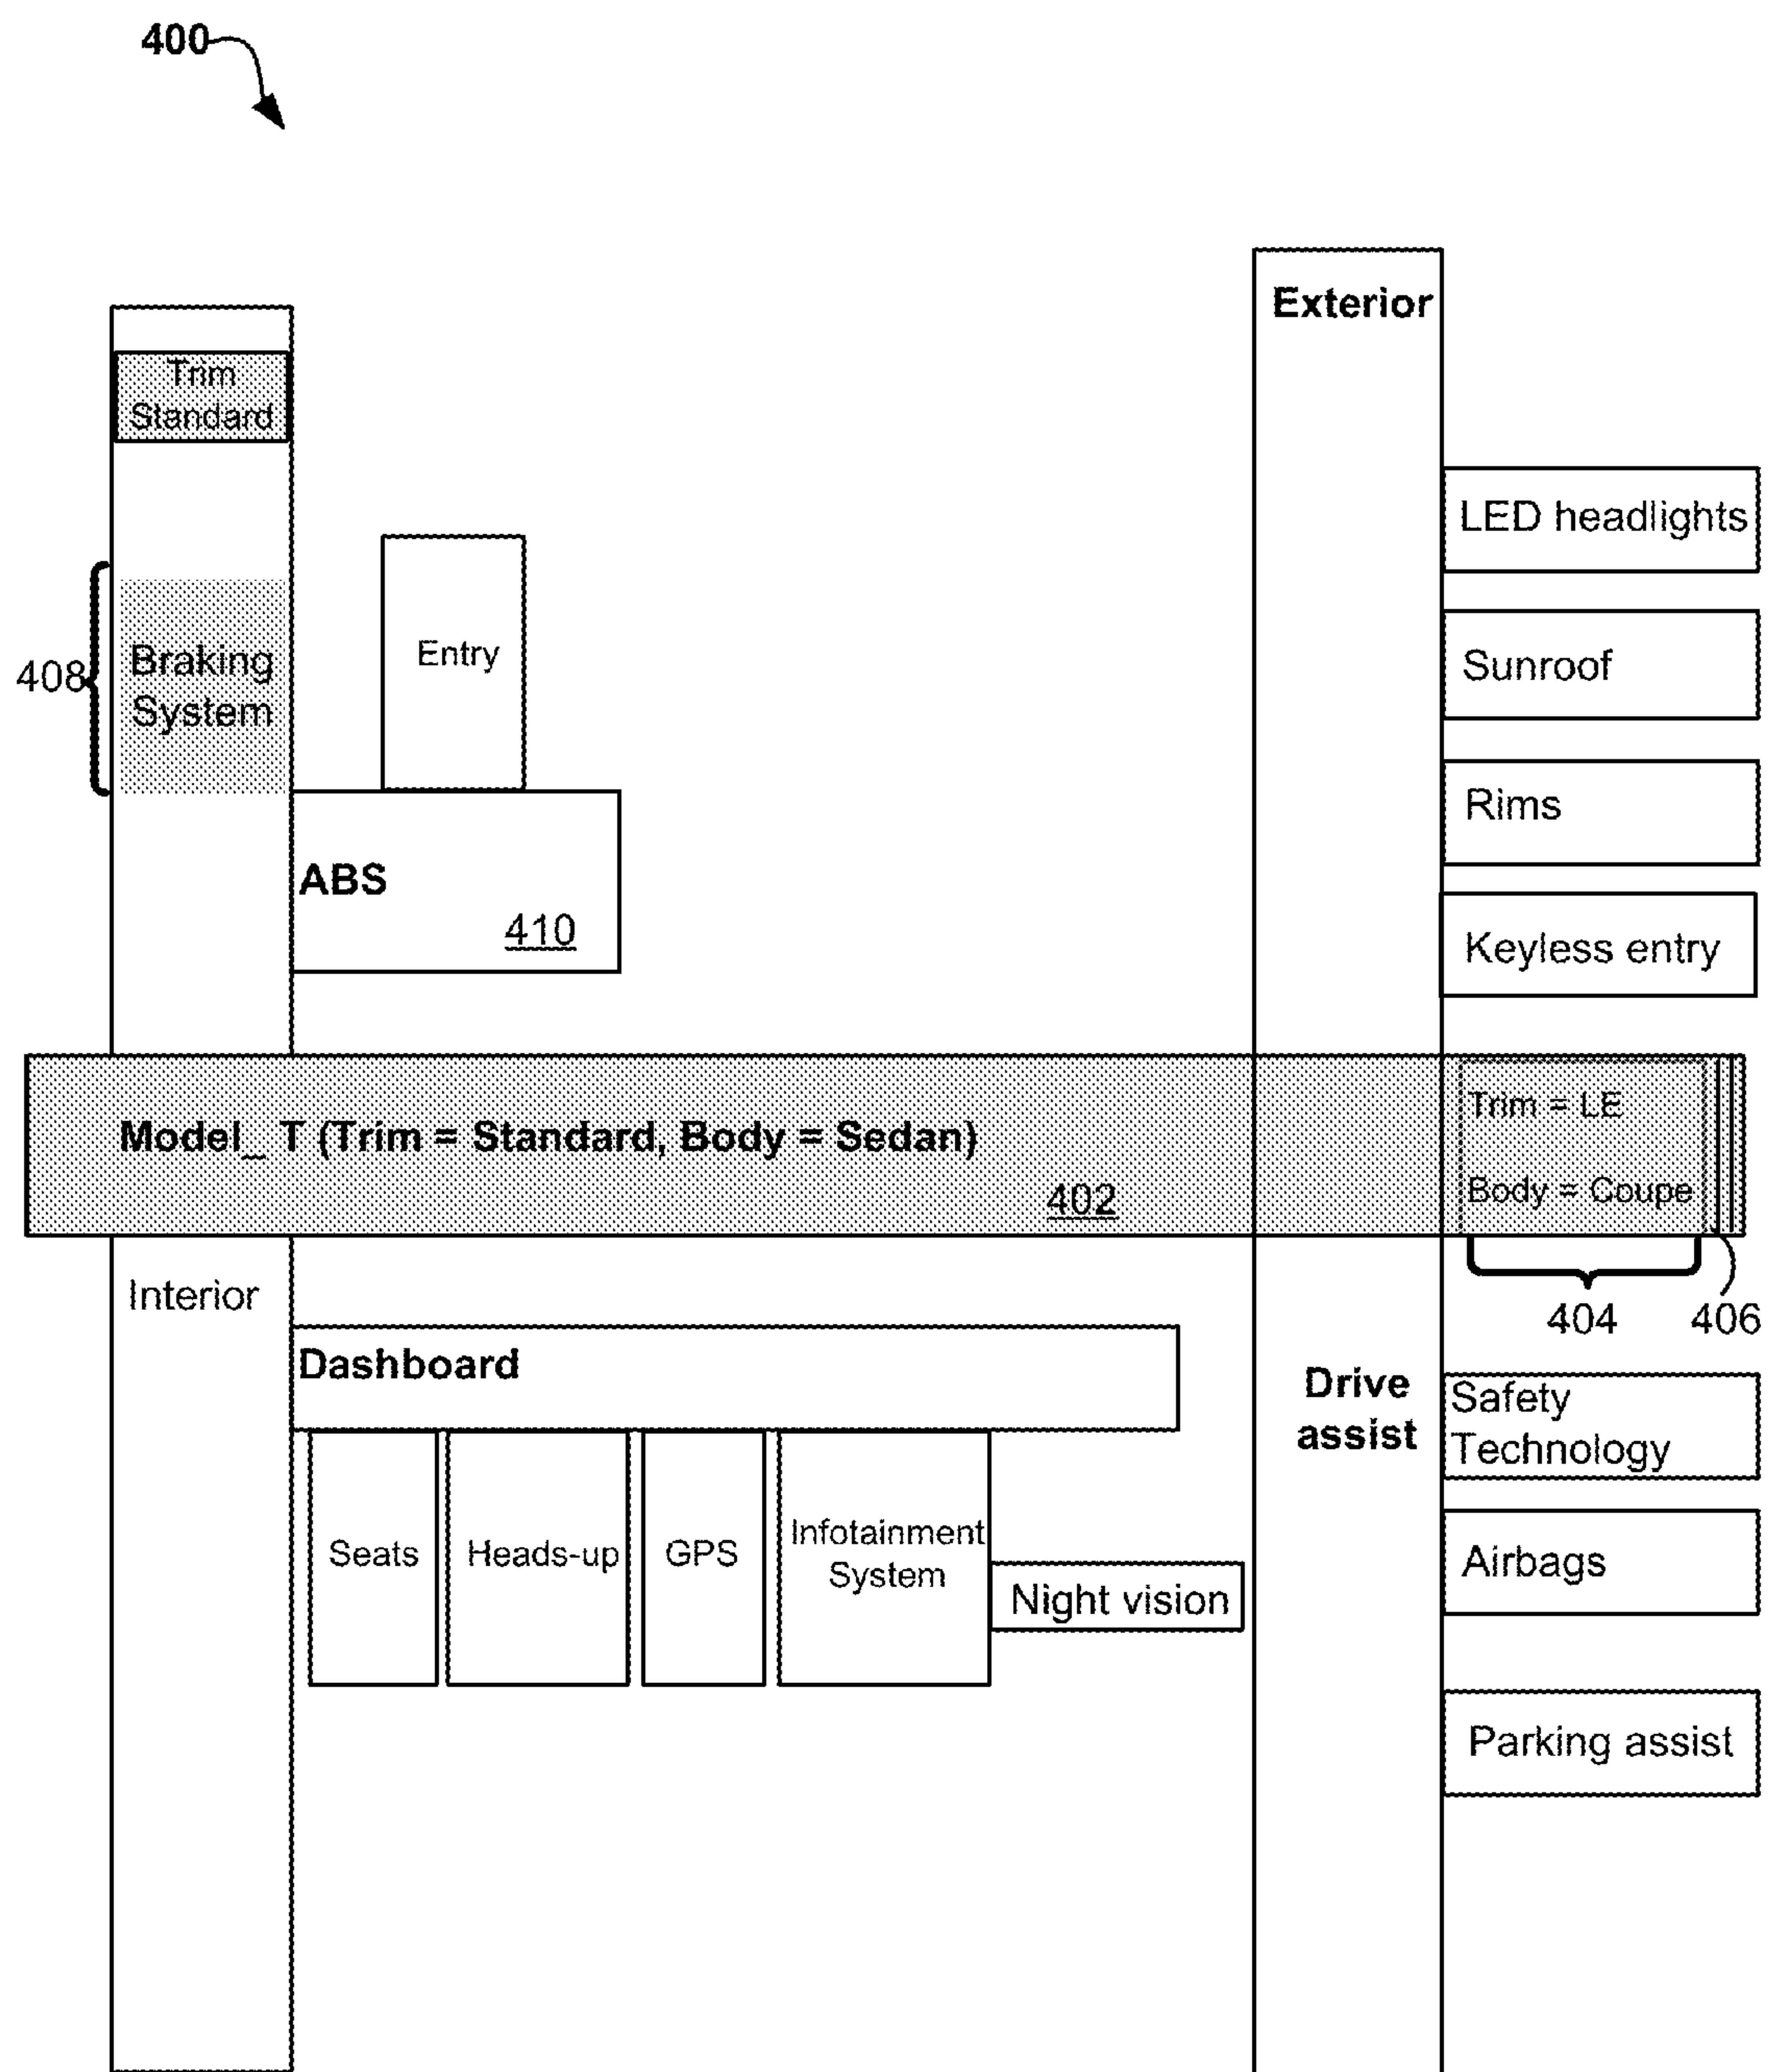 400
Exterior
Trim
Standard
LED headlights
Entry
Sunroof
408
Braking
System
Rims
ABS
410
Keyless entry
Model_ T (Trim = Standard, Body = Sedan)
402
Trim = LE
Body = Coupe
Interior
404
406
Dashboard
Drive
assist
Safety
Technology
Seats
Heads-up
GPS
Infotainment
System
Night vision
Airbags
Parking assist